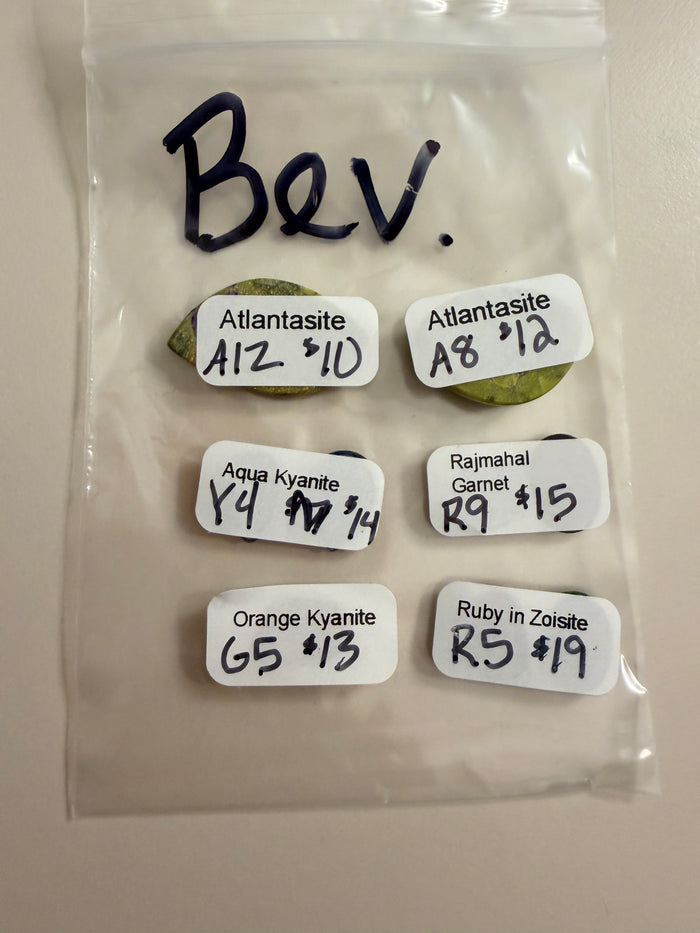 Bev.
Atlantasite
A12 $10
Atlantasite
A8 $12
Aqua Kyanite
Y4 $14
Rajmahal
Garnet
R9 $15
Orange Kyanite
G5 $13
Ruby in Zoisite
R5 $19